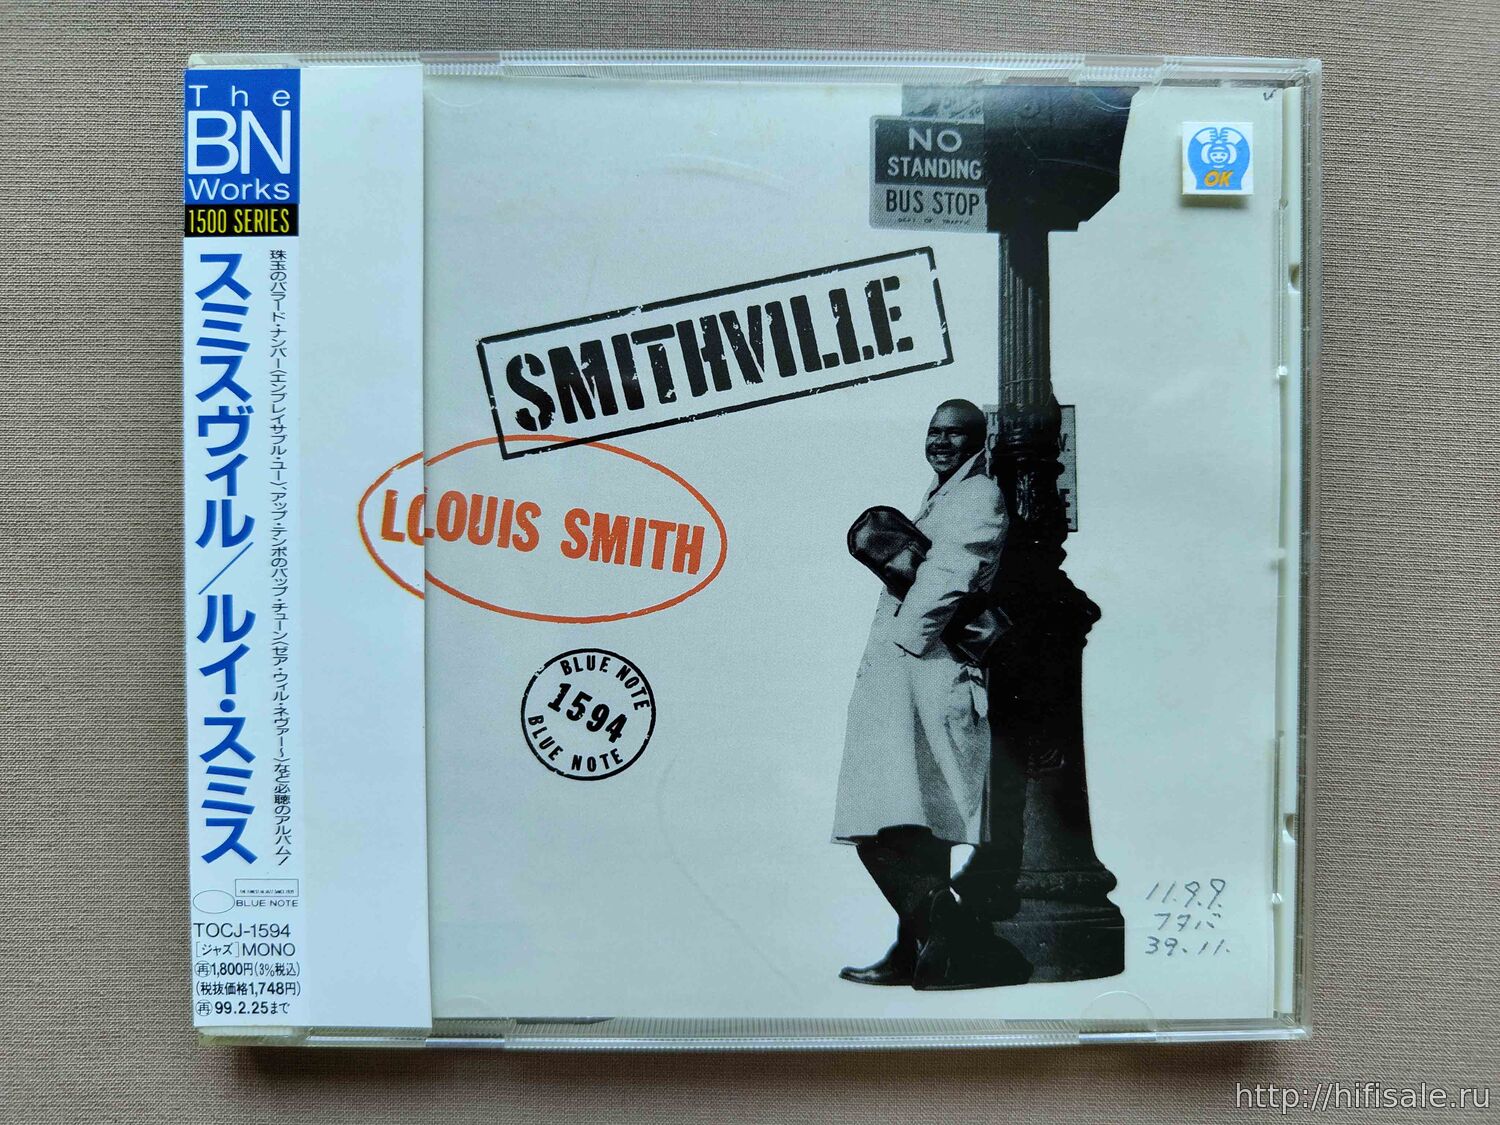 The
BN
Works
1500 SERIES
スミスヴィル/ルイ・スミス
珠玉のバラード・ナンバー〈エンブレイサブル・ユー〉、アップ・テンポのバップ・チューン〈ゼア・ウィル・ネヴァー～〉など必聴のアルバム!
BLUE NOTE
TOCJ-1594
[ジャズ] MONO
再1,800円(3%税込)
(税抜価格1,748円)
再99.2.25まで
NO
STANDING
BUS STOP
DEPT. OF TRAFFIC
OK
SMITHVILLE
LOUIS SMITH
BLUE NOTE
1594
BLUE NOTE
11.9.9.
39.11.
http://hifisale.ru